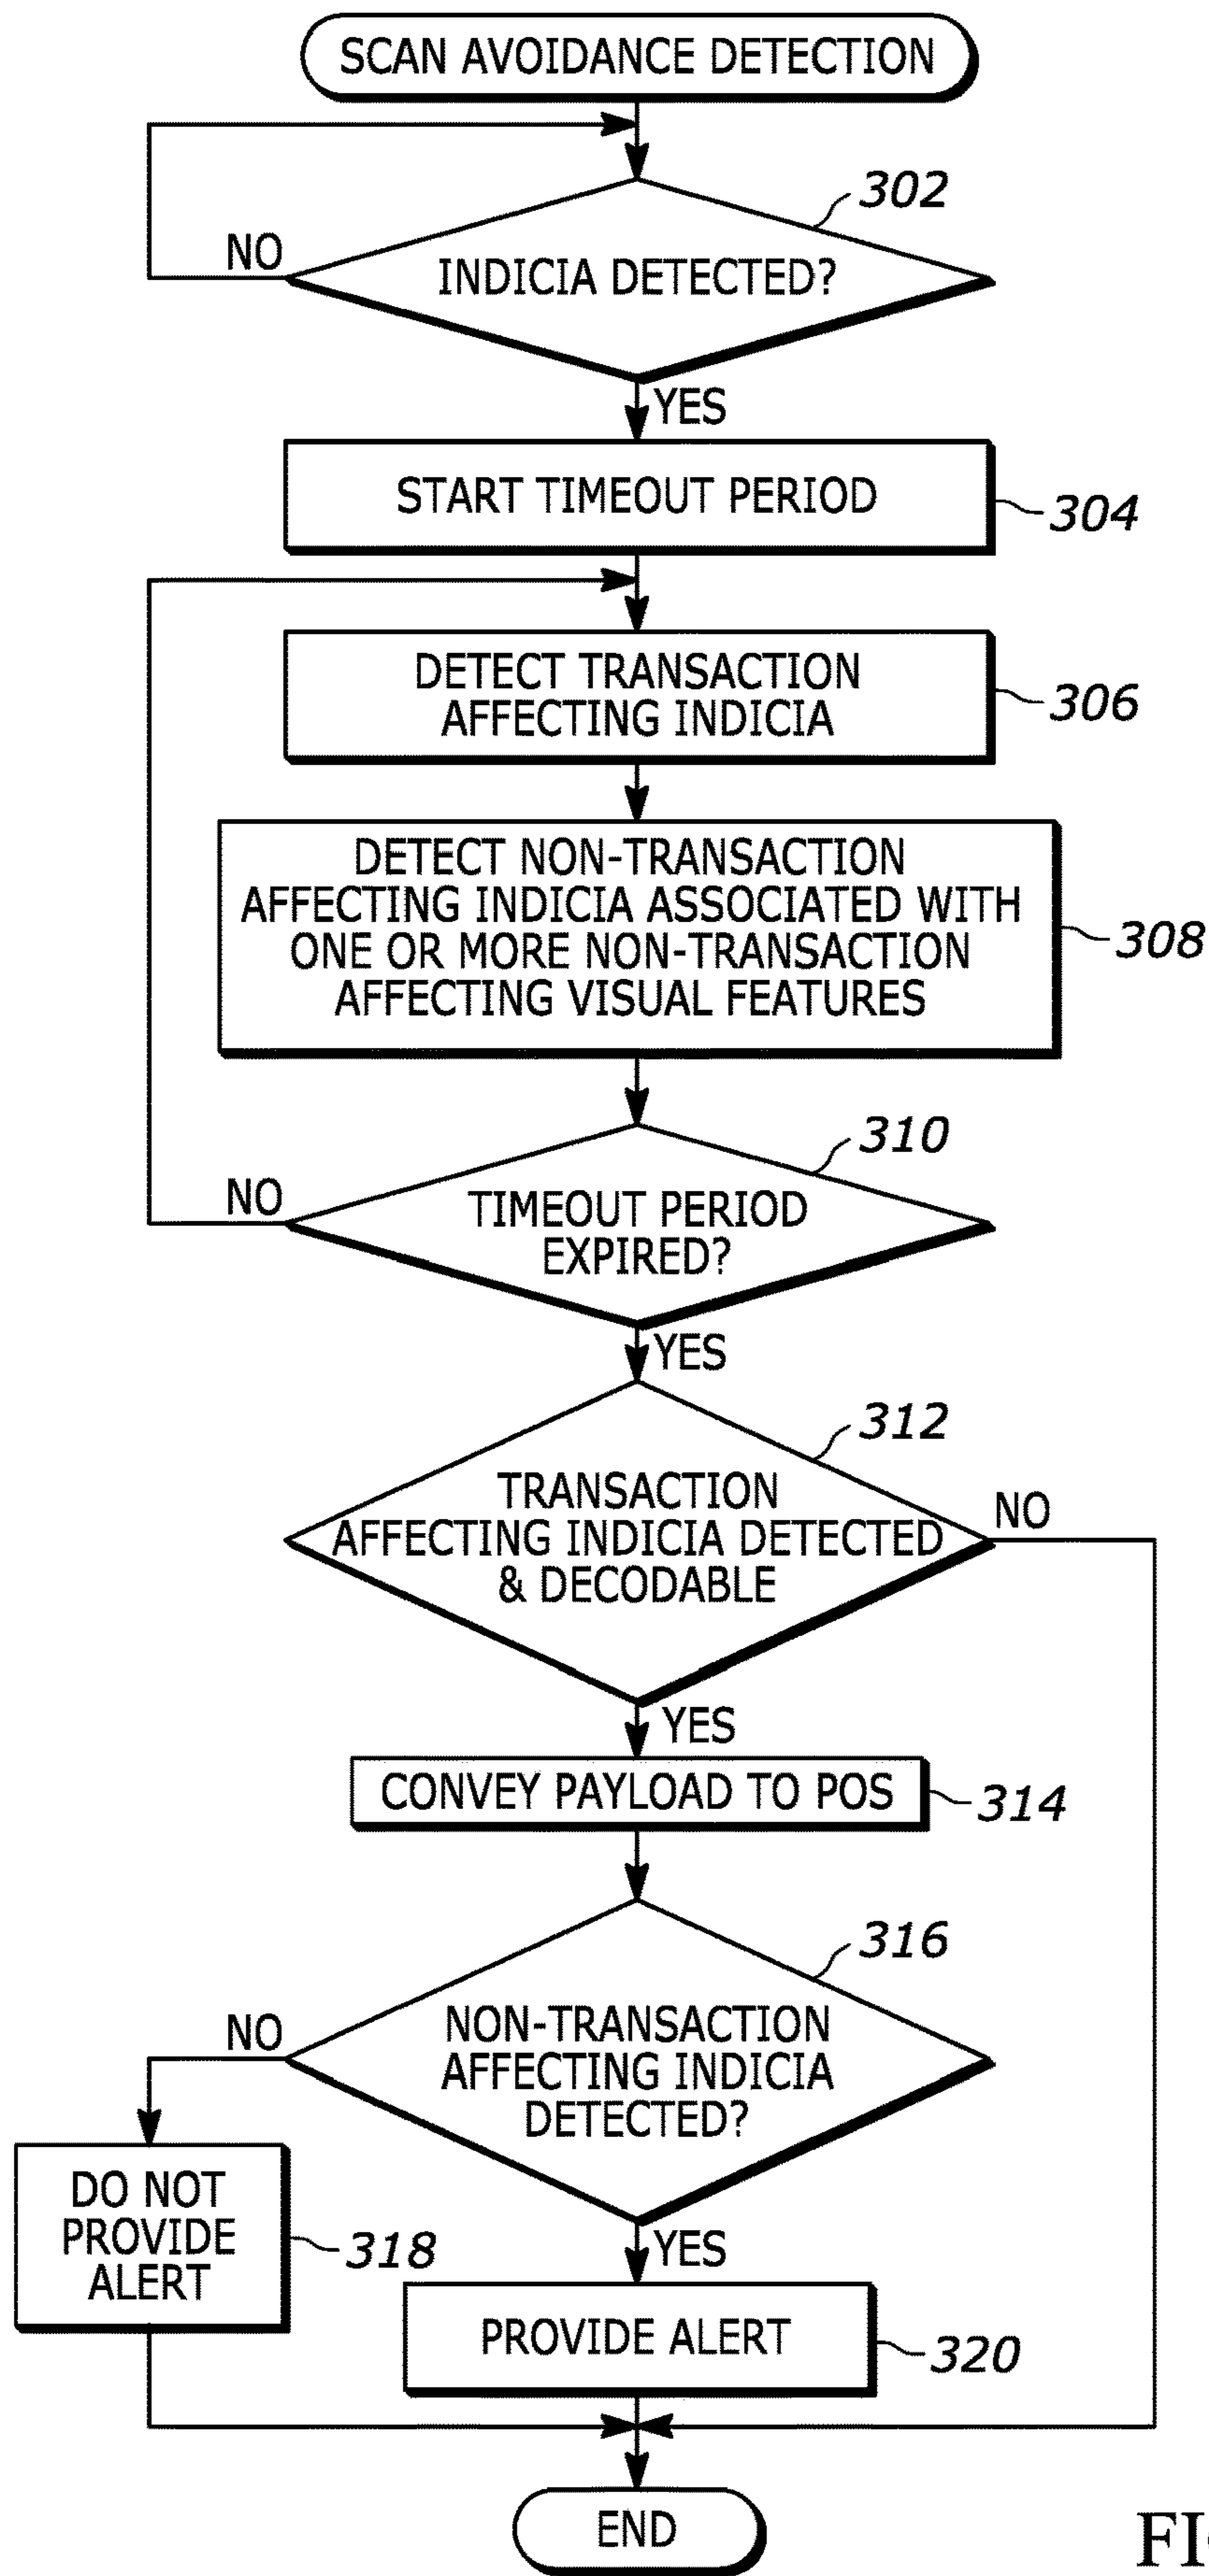 SCAN AVOIDANCE DETECTION
302
NO
INDICIA DETECTED?
YES
START TIMEOUT PERIOD
304
DETECT TRANSACTION
AFFECTING INDICIA
306
DETECT NON-TRANSACTION
AFFECTING INDICIA ASSOCIATED WITH
ONE OR MORE NON-TRANSACTION
AFFECTING VISUAL FEATURES
308
310
NO
TIMEOUT PERIOD
EXPIRED?
YES
312
TRANSACTION
AFFECTING INDICIA DETECTED
& DECODABLE
NO
YES
CONVEY PAYLOAD TO POS
314
316
NO
NON-TRANSACTION
AFFECTING INDICIA
DETECTED?
DO NOT
PROVIDE
ALERT
318
YES
PROVIDE ALERT
320
END